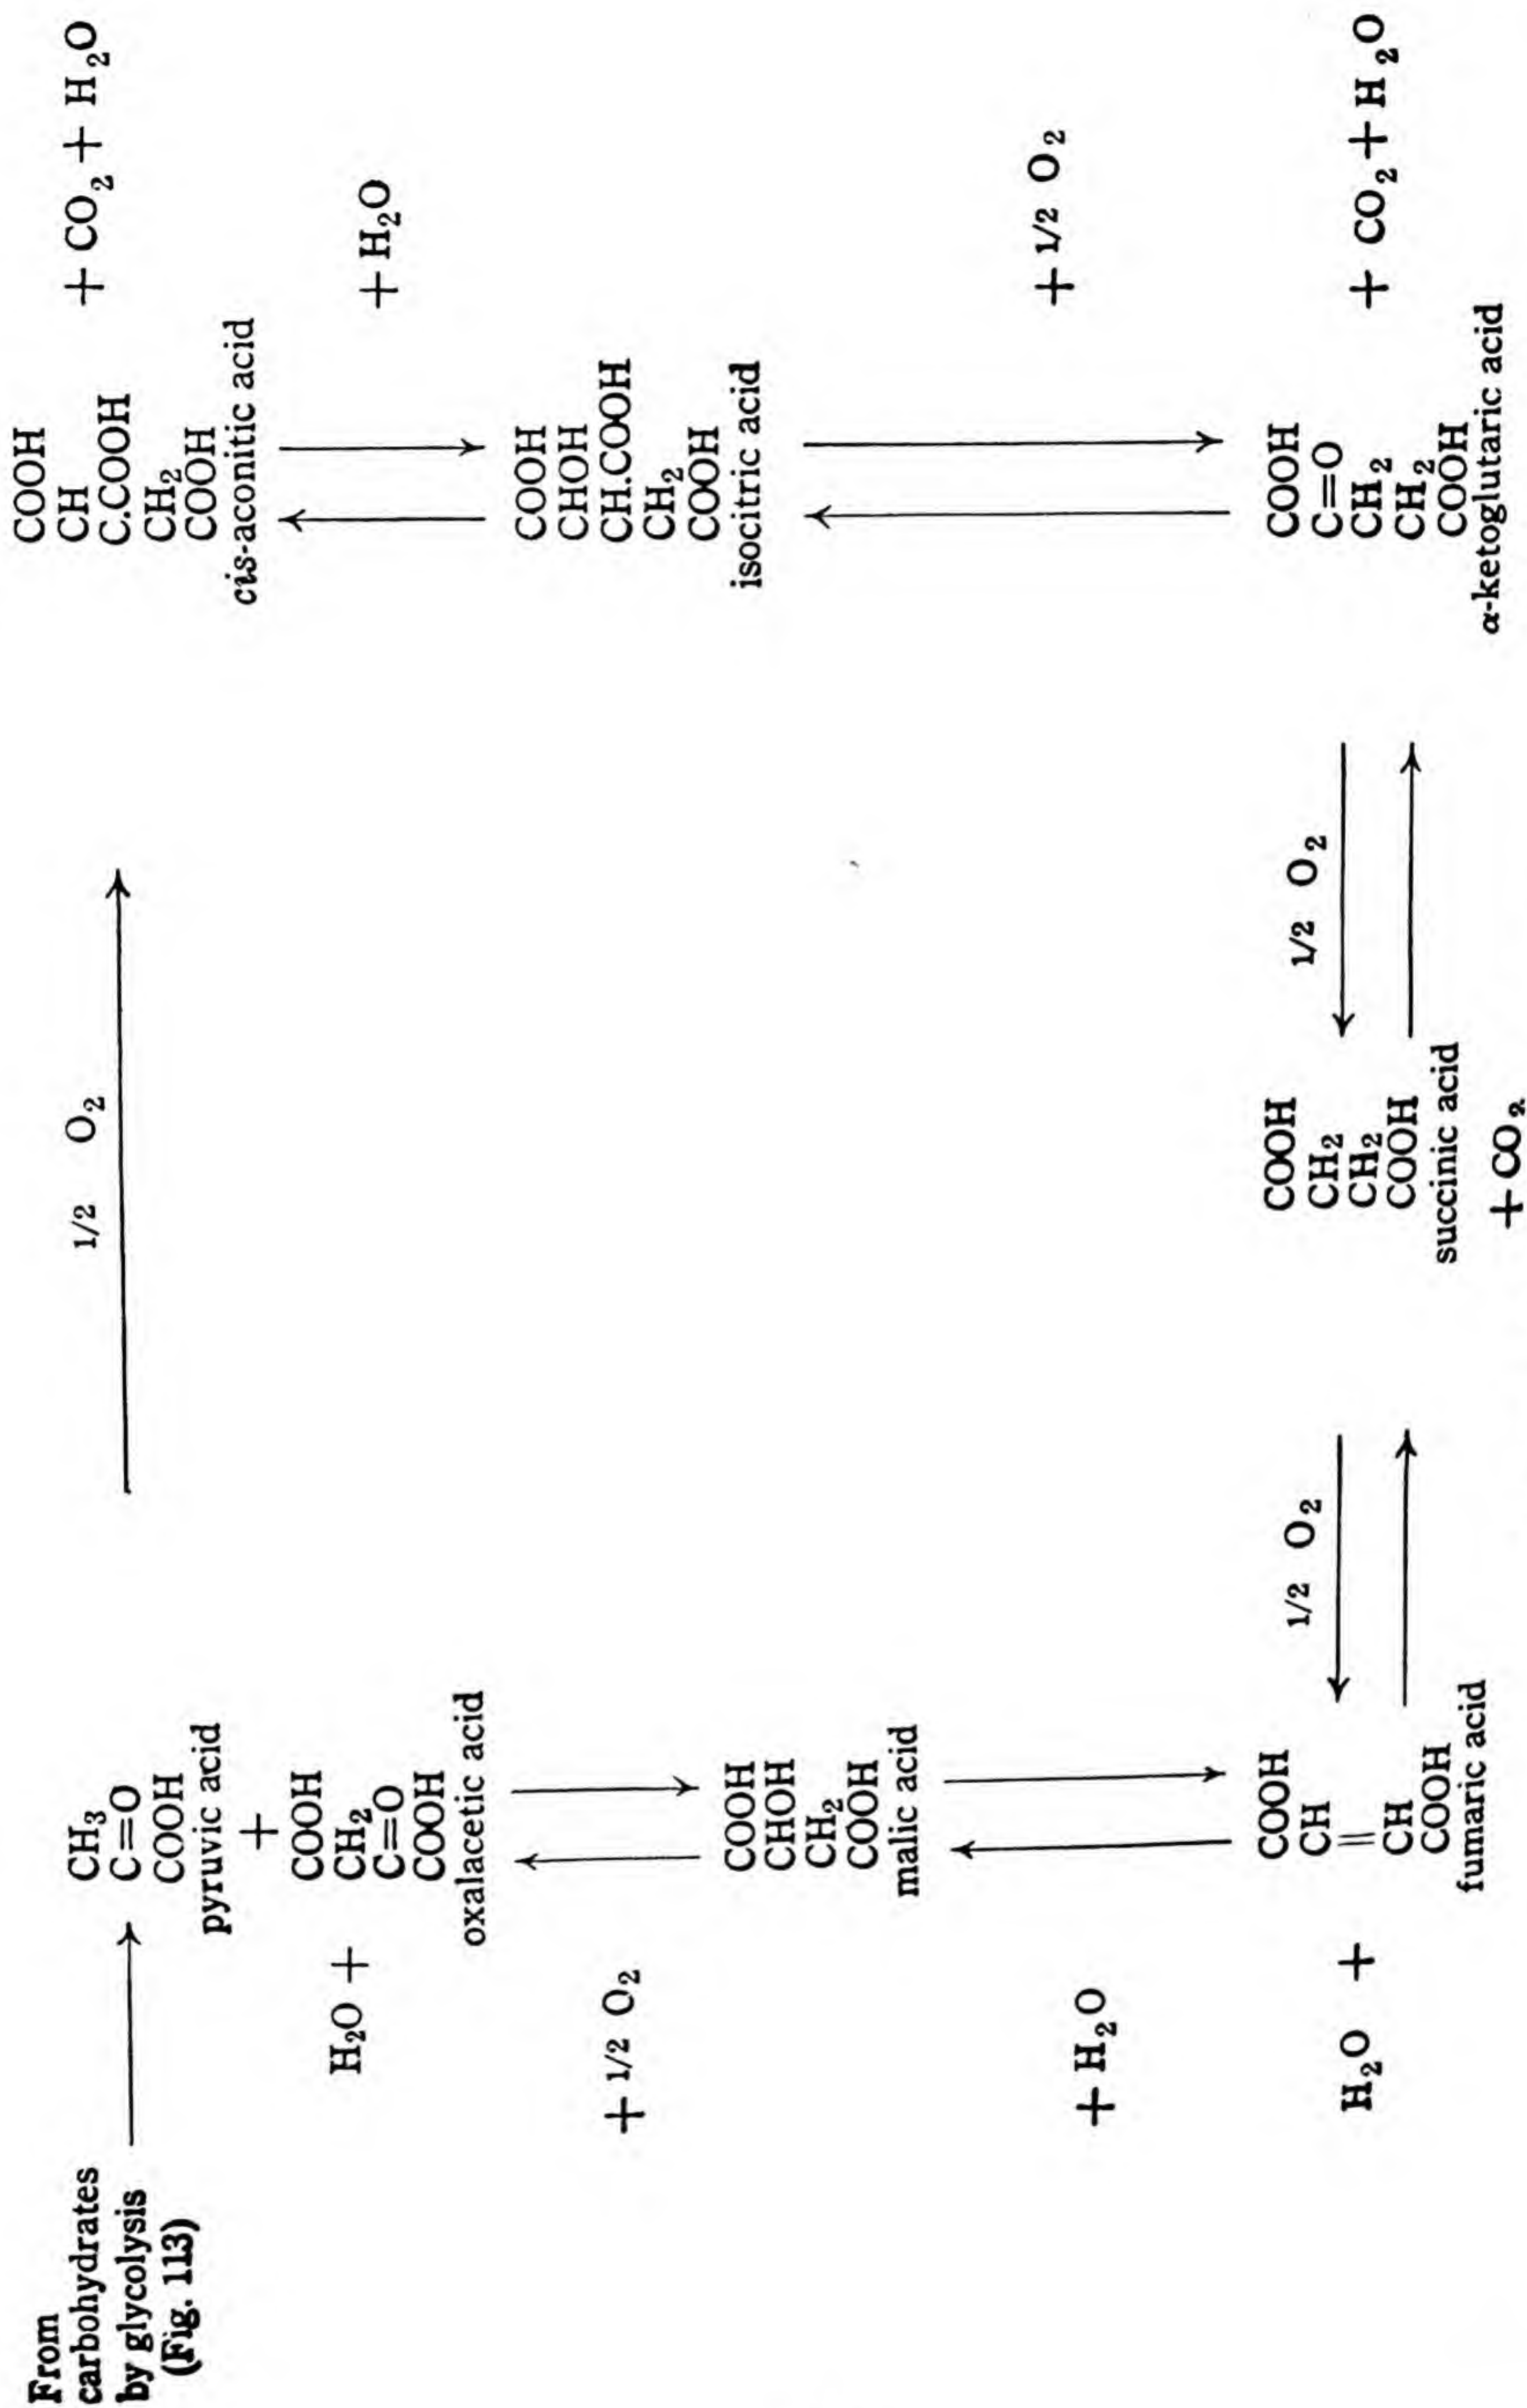 From
carbohydrates
by glycolysis
(Fig. 113)
CH₃
C=O
COOH
pyruvic acid
+
H₂O +
COOH
CH₂
C=O
COOH
oxalacetic acid
+ 1/2 O₂
COOH
CHOH
CH₂
COOH
malic acid
+ H₂O
H₂O +
COOH
CH
||
CH
COOH
fumaric acid
1/2 O₂
1/2 O₂
COOH
CH₂
CH₂
COOH
succinic acid
+ CO₂
1/2 O₂
COOH
CH
C.COOH
CH₂
COOH
cis-aconitic acid
+ CO₂ + H₂O
+ H₂O
COOH
CHOH
CH.COOH
CH₂
COOH
isocitric acid
+ 1/2 O₂
COOH
C=O
CH₂
CH₂
COOH
α-ketoglutaric acid
+ CO₂ + H₂O